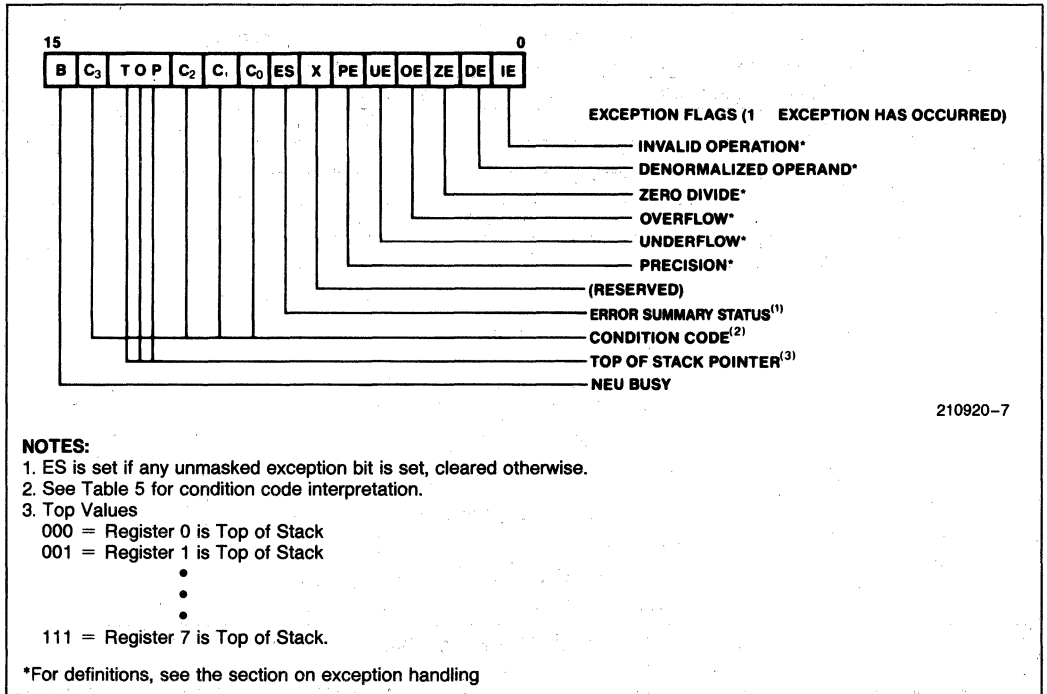 15 0
B C₃ T O P C₂ C₁ C₀ ES X PE UE OE ZE DE IE
EXCEPTION FLAGS (1 EXCEPTION HAS OCCURRED)
INVALID OPERATION*
DENORMALIZED OPERAND*
ZERO DIVIDE*
OVERFLOW*
UNDERFLOW*
PRECISION*
(RESERVED)
ERROR SUMMARY STATUS⁽¹⁾
CONDITION CODE⁽²⁾
TOP OF STACK POINTER⁽³⁾
NEU BUSY
210920–7
NOTES:
1. ES is set if any unmasked exception bit is set, cleared otherwise.
2. See Table 5 for condition code interpretation.
3. Top Values
000 = Register 0 is Top of Stack
001 = Register 1 is Top of Stack
•
•
•
111 = Register 7 is Top of Stack.
*For definitions, see the section on exception handling